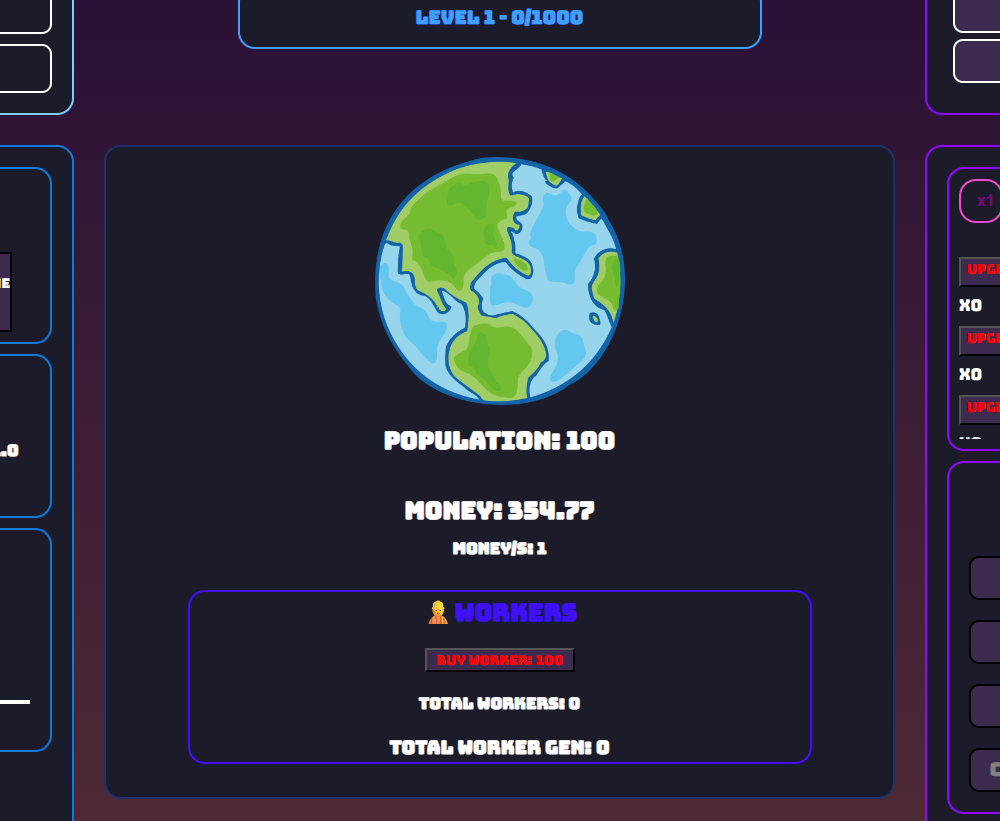 LEVEL 1 - 0/1000
x1
X0
X0
POPULATION: 100
MONEY: 354.77
MONEY/S: 1
WORKERS
BUY WORKER: 100
TOTAL WORKERS: 0
TOTAL WORKER GEN: 0